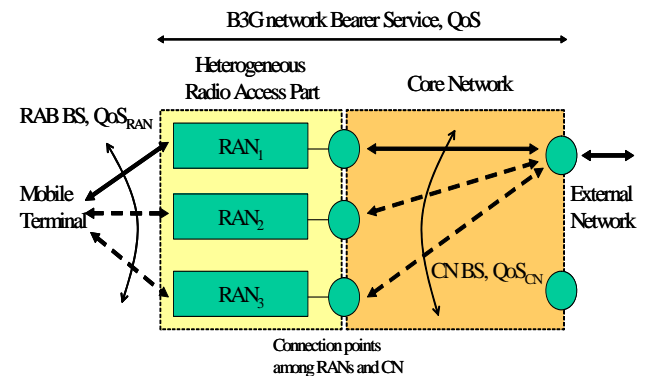 B3G network Bearer Service, QoS
Heterogeneous
Radio Access Part
Core Network
RAB BS, QoSRAN
RAN1
RAN2
RAN3
Mobile
Terminal
External
Network
CN BS, QoSCN
Connection points
among RANs and CN